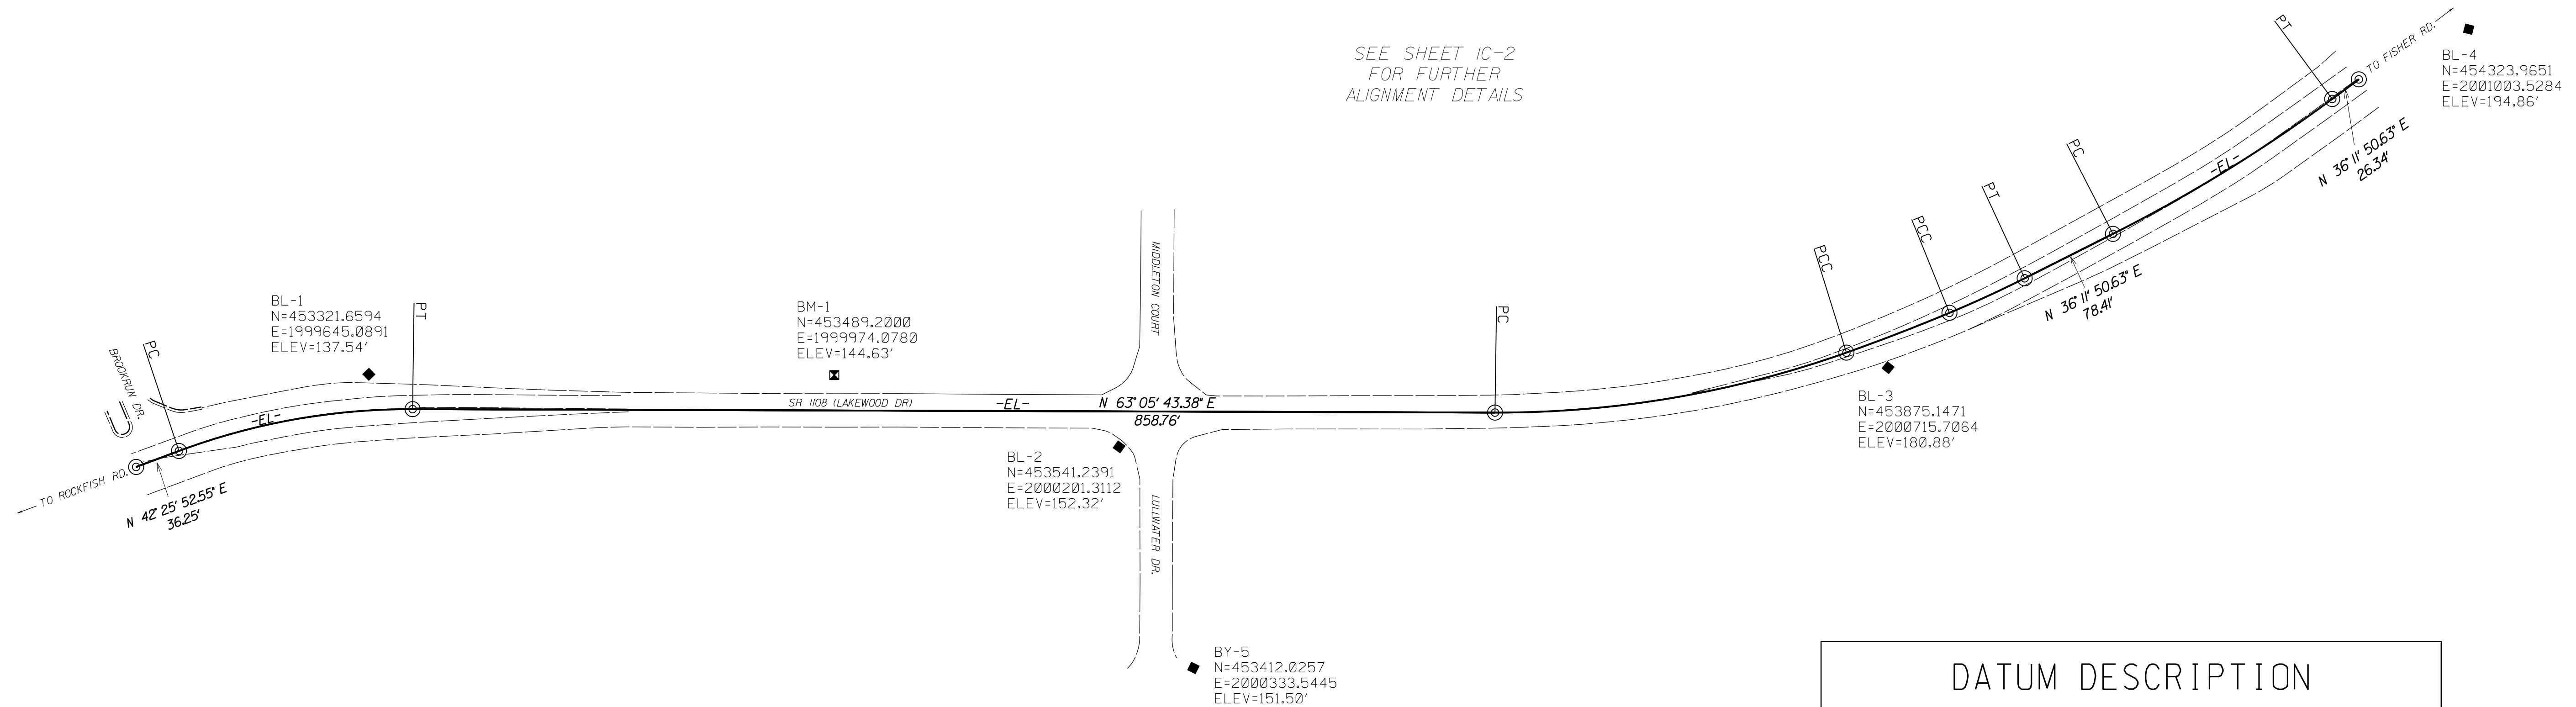 SEE SHEET 1C-2
FOR FURTHER
ALIGNMENT DETAILS
PT
TO FISHER RD.
BL-4
N=454323.9651
E=2001003.5284
ELEV=194.86'
N 36° 11' 50.63" E
26.34'
-EL-
PC
PT
PCC
PCC
N 36° 11' 50.63" E
78.41'
BL-3
N=453875.1471
E=2000715.7064
ELEV=180.88'
PC
MIDDLETON COURT
BM-1
N=453489.2000
E=1999974.0780
ELEV=144.63'
BL-1
N=453321.6594
E=1999645.0891
ELEV=137.54'
PT
PC
BROOKRUN DR.
-EL-
SR 1108 (LAKEWOOD DR)
-EL-
N 63° 05' 43.38" E
858.76'
TO ROCKFISH RD.
N 42° 25' 52.55" E
36.25'
BL-2
N=453541.2391
E=2000201.3112
ELEV=152.32'
LULLWATER DR.
BY-5
N=453412.0257
E=2000333.5445
ELEV=151.50'
DATUM DESCRIPTION